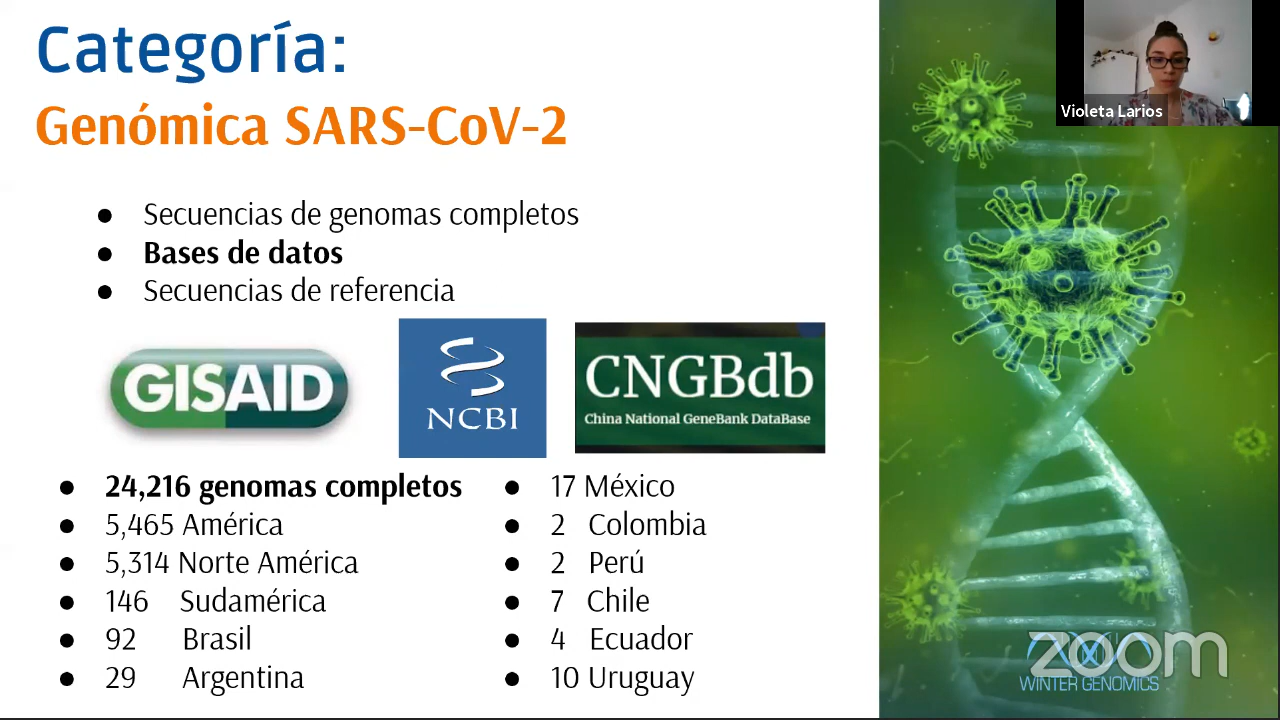 Categoría:
Genómica SARS-CoV-2
Violeta Larios
● Secuencias de genomas completos
● Bases de datos
● Secuencias de referencia
GISAID
NCBI
CNGBdb
China National GeneBank DataBase
● 24,216 genomas completos
● 5,465 América
● 5,314 Norte América
● 146 Sudamérica
● 92 Brasil
● 29 Argentina
● 17 México
● 2 Colombia
● 2 Perú
● 7 Chile
● 4 Ecuador
● 10 Uruguay
zoom
WINTER GENOMICS